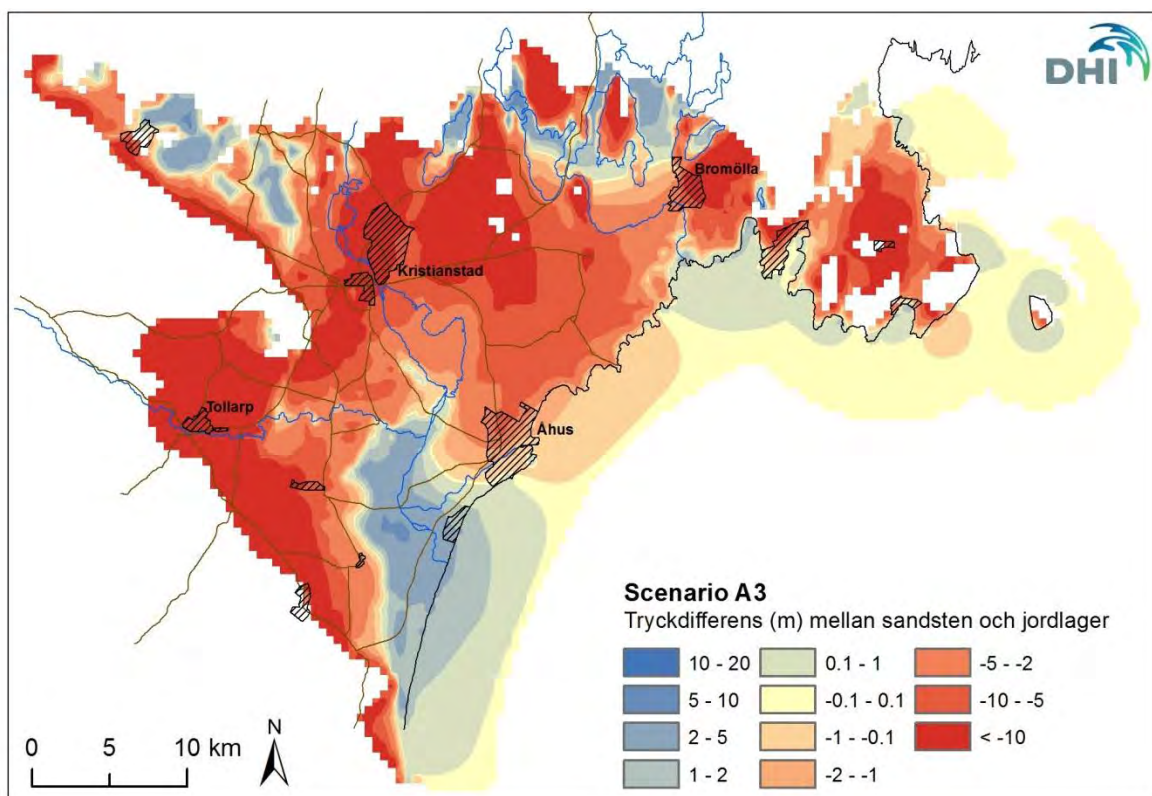 DHI
Bromölla
Kristianstad
Tollarp
Åhus
Scenario A3
Tryckdifferens (m) mellan sandsten och jordlager
10 - 20
5 - 10
2 - 5
1 - 2
0.1 - 1
-0.1 - 0.1
-1 - -0.1
-2 - -1
-5 - -2
-10 - -5
< -10
0 5 10 km
N